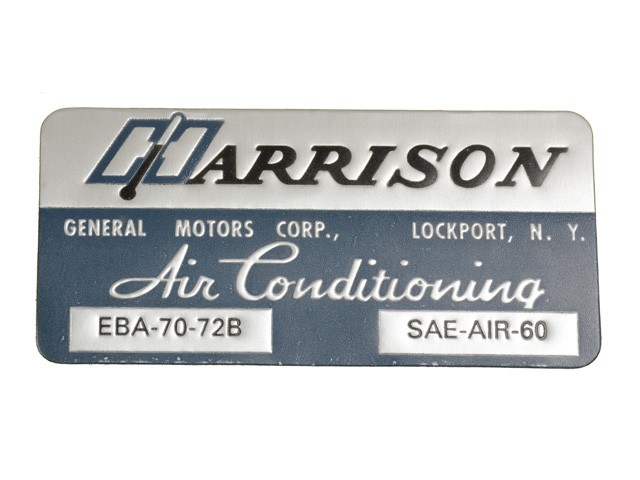 HARRISON
GENERAL MOTORS CORP., LOCKPORT, N. Y.
Air Conditioning
EBA-70-72B SAE-AIR-60